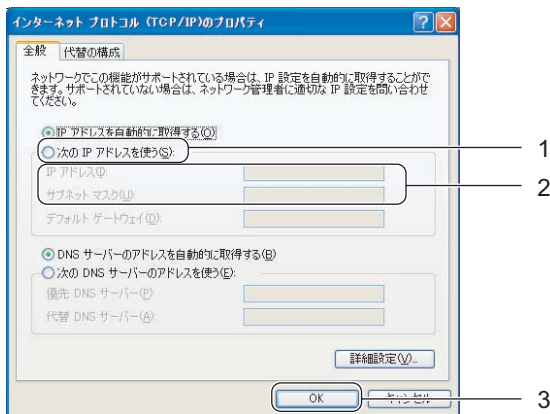 インターネット プロトコル (TCP/IP)のプロパティ
全般 代替の構成
ネットワークでこの機能がサポートされている場合は、IP 設定を自動的に取得することがで
きます。サポートされていない場合は、ネットワーク管理者に適切な IP 設定を問い合わせ
てください。
IP アドレスを自動的に取得する(O)
次の IP アドレスを使う(S): 1
IP アドレス(I):
サブネット マスク(U): 2
デフォルト ゲートウェイ(D):
DNS サーバーのアドレスを自動的に取得する(B)
次の DNS サーバーのアドレスを使う(E):
優先 DNS サーバー(P):
代替 DNS サーバー(A):
詳細設定(V)...
OK キャンセル 3